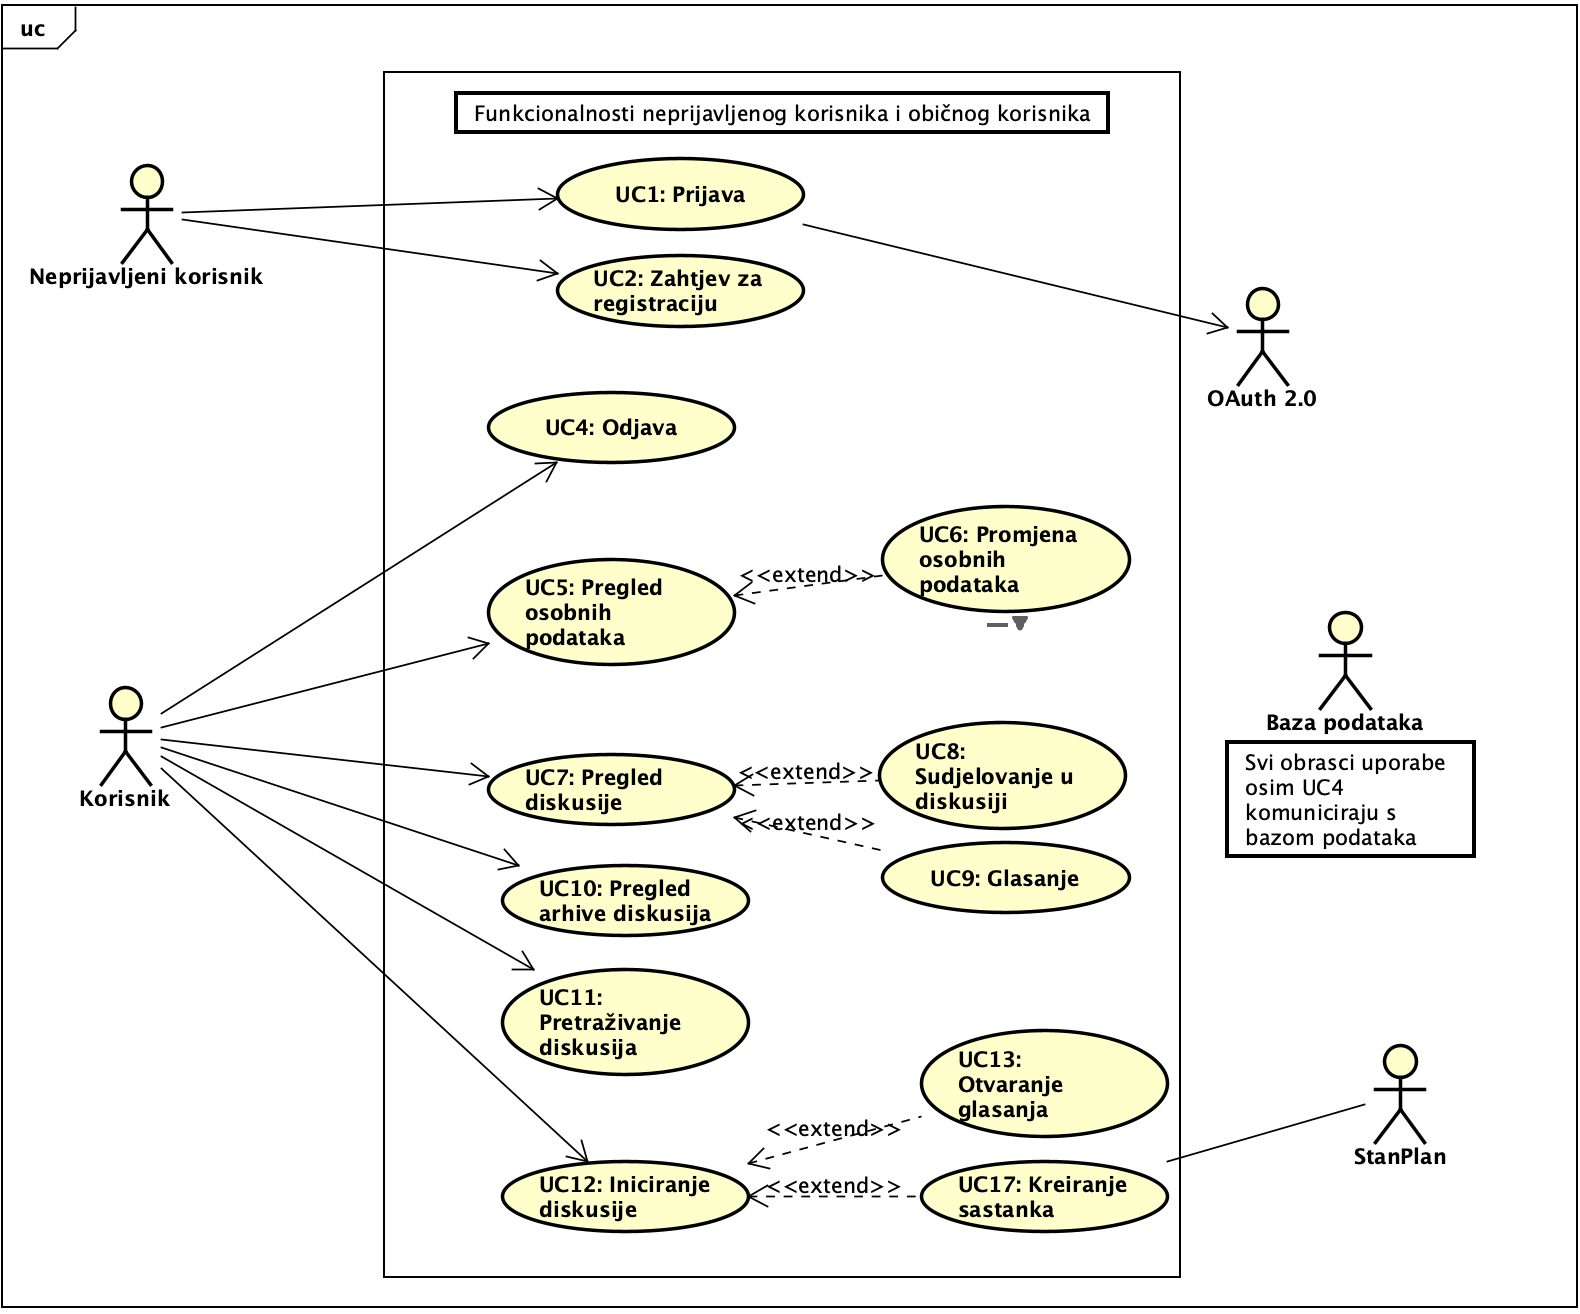 uc
Funkcionalnosti neprijavljenog korisnika i običnog korisnika
UC1: Prijava
Neprijavljeni korisnik
UC2: Zahtjev za
registraciju
OAuth 2.0
UC4: Odjava
UC5: Pregled
osobnih
podataka
<<extend>>
UC6: Promjena
osobnih
podataka
Baza podataka
Svi obrasci uporabe
osim UC4
komuniciraju s
bazom podataka
Korisnik
UC7: Pregled
diskusije
<<extend>>
UC8:
Sudjelovanje u
diskusiji
<<extend>>
UC9: Glasanje
UC10: Pregled
arhive diskusija
UC11:
Pretraživanje
diskusija
UC13:
Otvaranje
glasanja
<<extend>>
StanPlan
UC12: Iniciranje
diskusije
<<extend>>
UC17: Kreiranje
sastanka